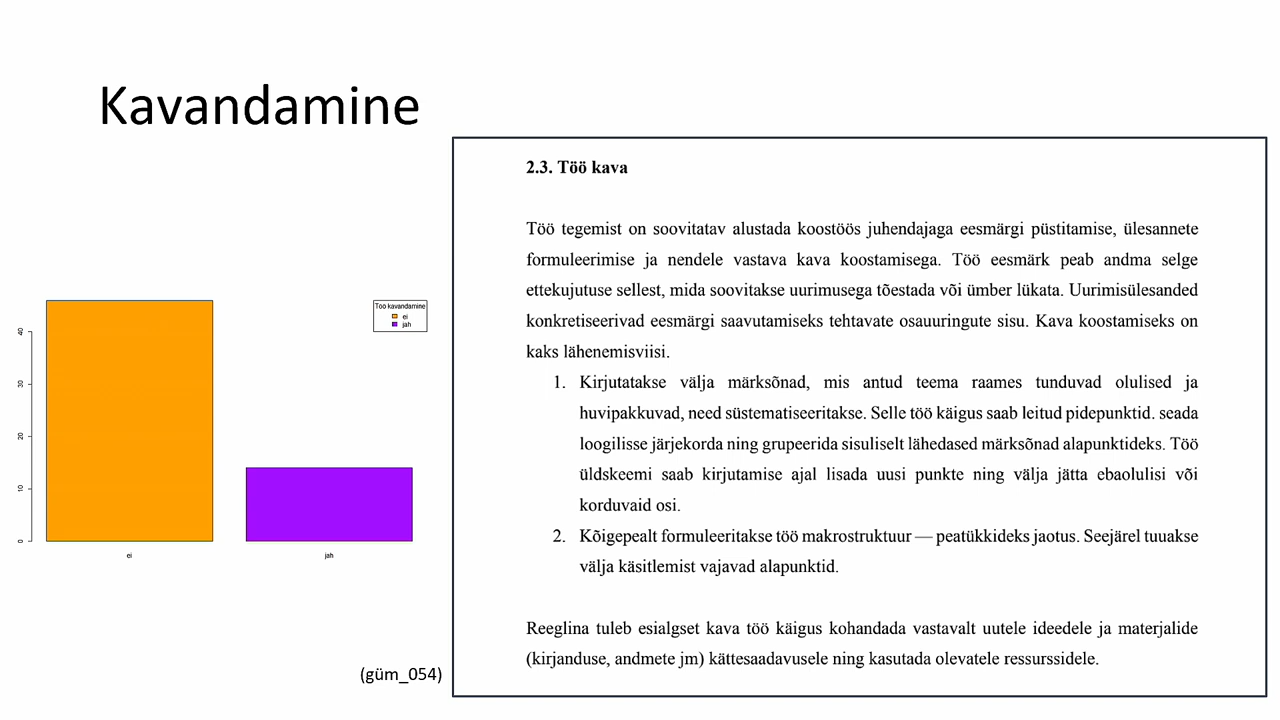 Kavandamine
Töö kavandamine
ei
jah
40
30
20
10
0
ei
jah
(güm_054)
2.3. Töö kava
Töö tegemist on soovitatav alustada koostöös juhendajaga eesmärgi püstitamise, ülesannete
formuleerimise ja nendele vastava kava koostamisega. Töö eesmärk peab andma selge
ettekujutuse sellest, mida soovitakse uurimusega tõestada või ümber lükata. Uurimisülesanded
konkretiseerivad eesmärgi saavutamiseks tehtavate osauuringute sisu. Kava koostamiseks on
kaks lähenemisviisi.
1. Kirjutatakse välja märksõnad, mis antud teema raames tunduvad olulised ja
huvipakkuvad, need süstematiseeritakse. Selle töö käigus saab leitud pidepunktid. seada
loogilisse järjekorda ning grupeerida sisuliselt lähedased märksõnad alapunktideks. Töö
üldskeemi saab kirjutamise ajal lisada uusi punkte ning välja jätta ebaolulisi või
korduvaid osi.
2. Kõigepealt formuleeritakse töö makrostruktuur — peatükkideks jaotus. Seejärel tuuakse
välja käsitlemist vajavad alapunktid.
Reeglina tuleb esialgset kava töö käigus kohandada vastavalt uutele ideedele ja materjalide
(kirjanduse, andmete jm) kättesaadavusele ning kasutada olevatele ressurssidele.